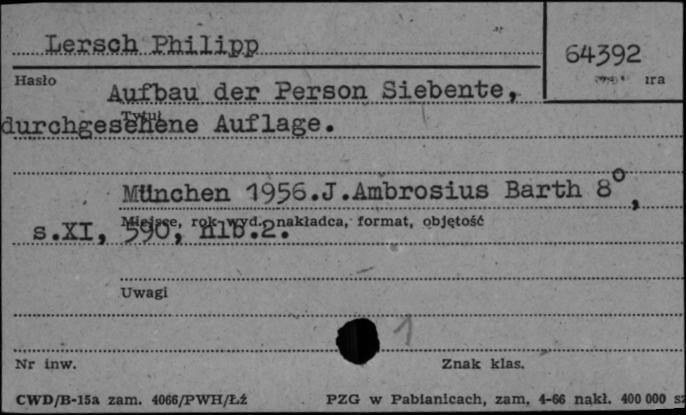 Lersch Philipp
64392
Hasło
Aufbau der Person Siebente,
Tytuł
durchgesehene Auflage.
München 1956.J.Ambrosius Barth 8°,
Miejsce, rok wyd., nakładca, format, objętość
s.XI, 590, nlb.2.
Uwagi
1
Nr inw.
Znak klas.
CWD/B-15a zam. 4066/PWH/Łź
PZG w Pabianicach, zam. 4-66 nakł. 400 000